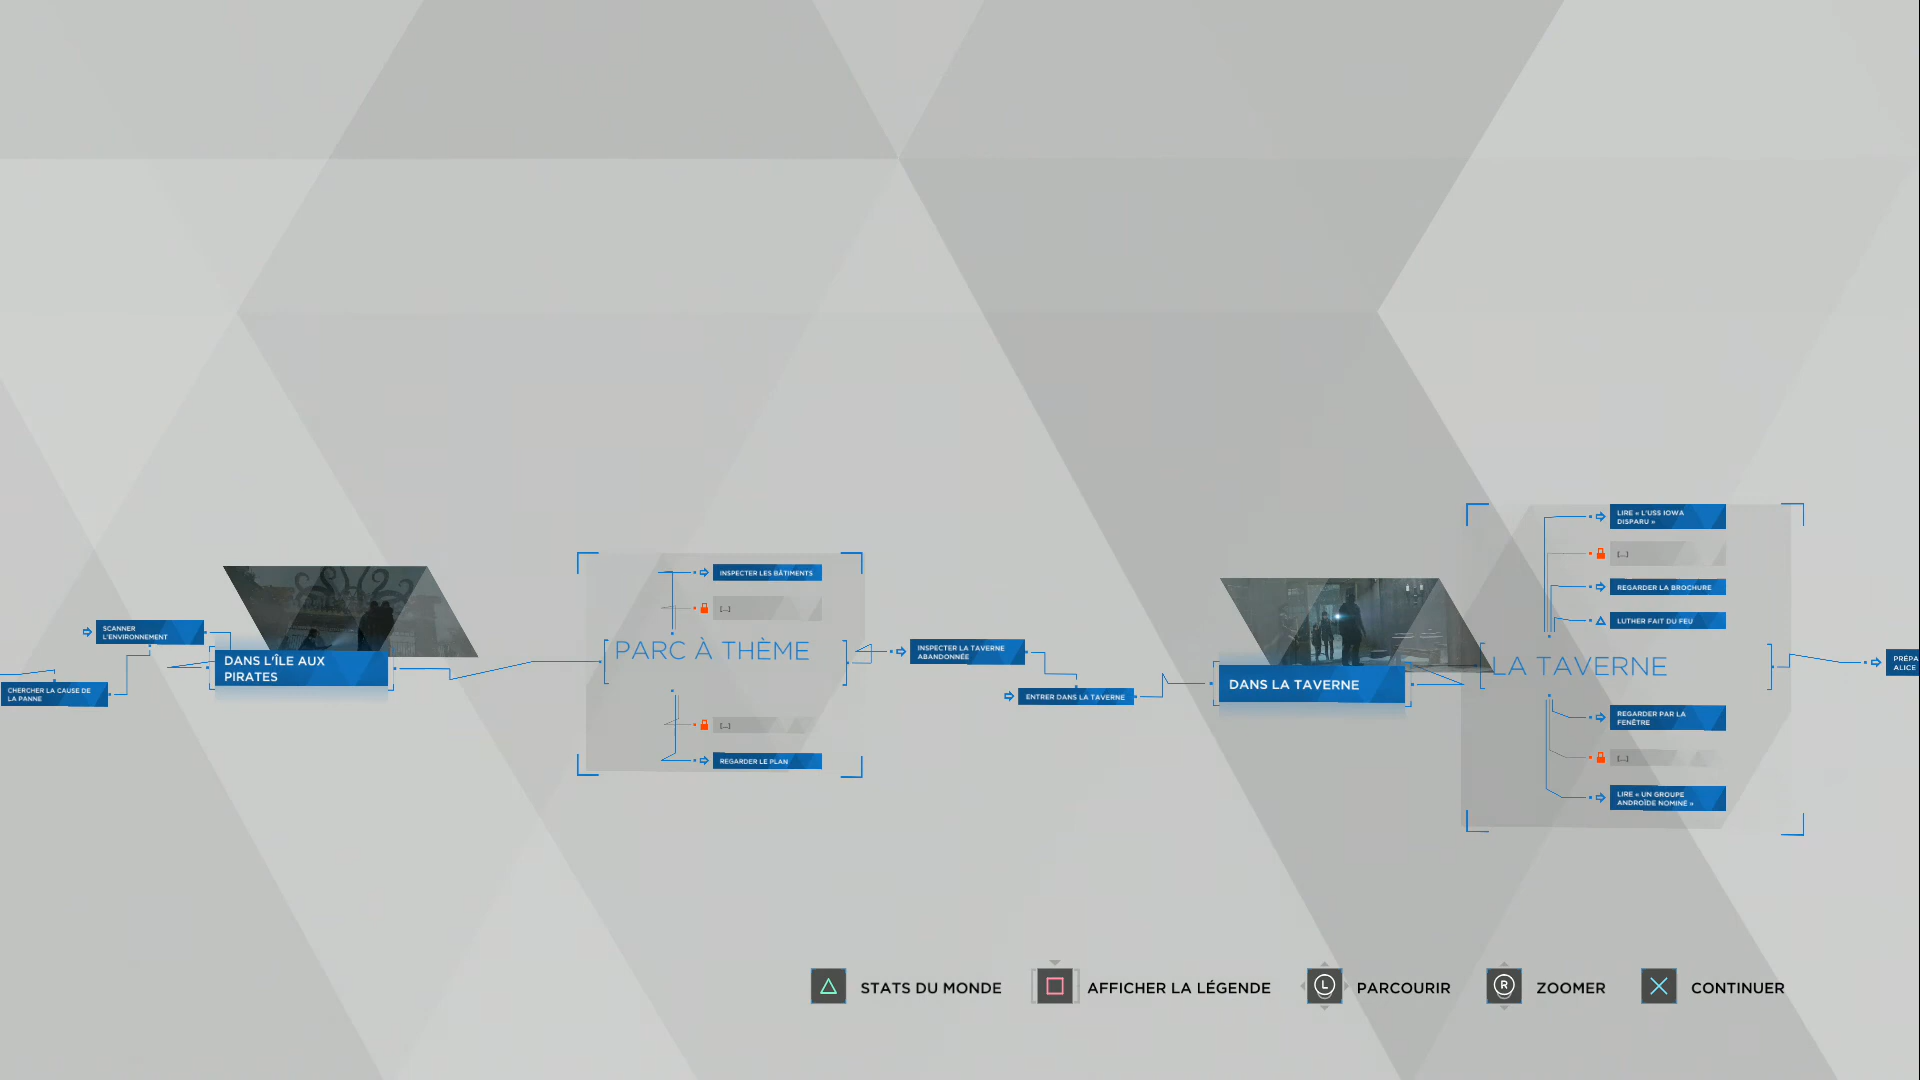 CHERCHER LA CAUSE DE
LA PANNE
SCANNER
L'ENVIRONNEMENT
DANS L'ÎLE AUX
PIRATES
PARC À THÈME
INSPECTER LES BÂTIMENTS
[...]
[...]
REGARDER LE PLAN
INSPECTER LA TAVERNE
ABANDONNÉE
ENTRER DANS LA TAVERNE
DANS LA TAVERNE
LA TAVERNE
LIRE « L'USS IOWA
DISPARU »
[...]
REGARDER LA BROCHURE
LUTHER FAIT DU FEU
REGARDER PAR LA
FENÊTRE
[...]
LIRE « UN GROUPE
ANDROÏDE NOMINÉ »
PRÉPA
ALICE
STATS DU MONDE
AFFICHER LA LÉGENDE
L
PARCOURIR
R
ZOOMER
CONTINUER